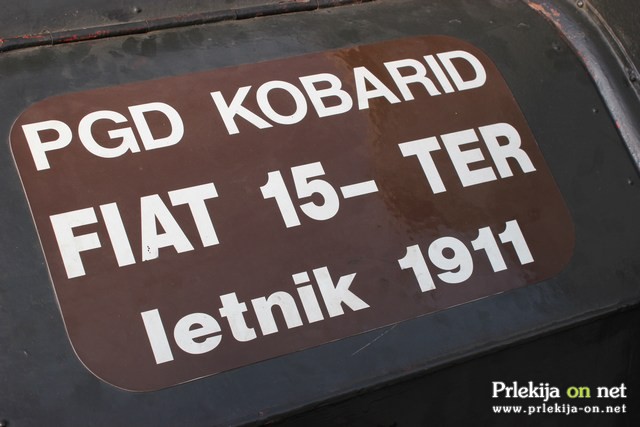 PGD KOBARID
FIAT 15- TER
letnik 1911
Prlekija on net
www.prlekija-on.net